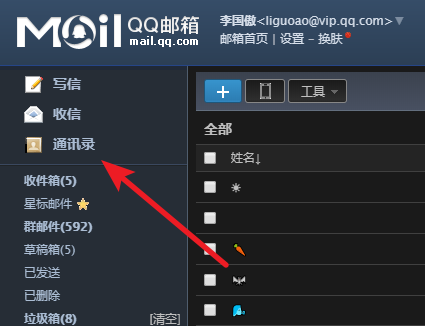 Mail QQ邮箱
mail.qq.com
李国傲<liguoao@vip.qq.com>
邮箱首页 | 设置 - 换肤
写信
收信
通讯录
收件箱(5)
星标邮件
群邮件(592)
草稿箱(5)
已发送
已删除
垃圾箱(8) [清空]
+ 工具
全部
姓名↓